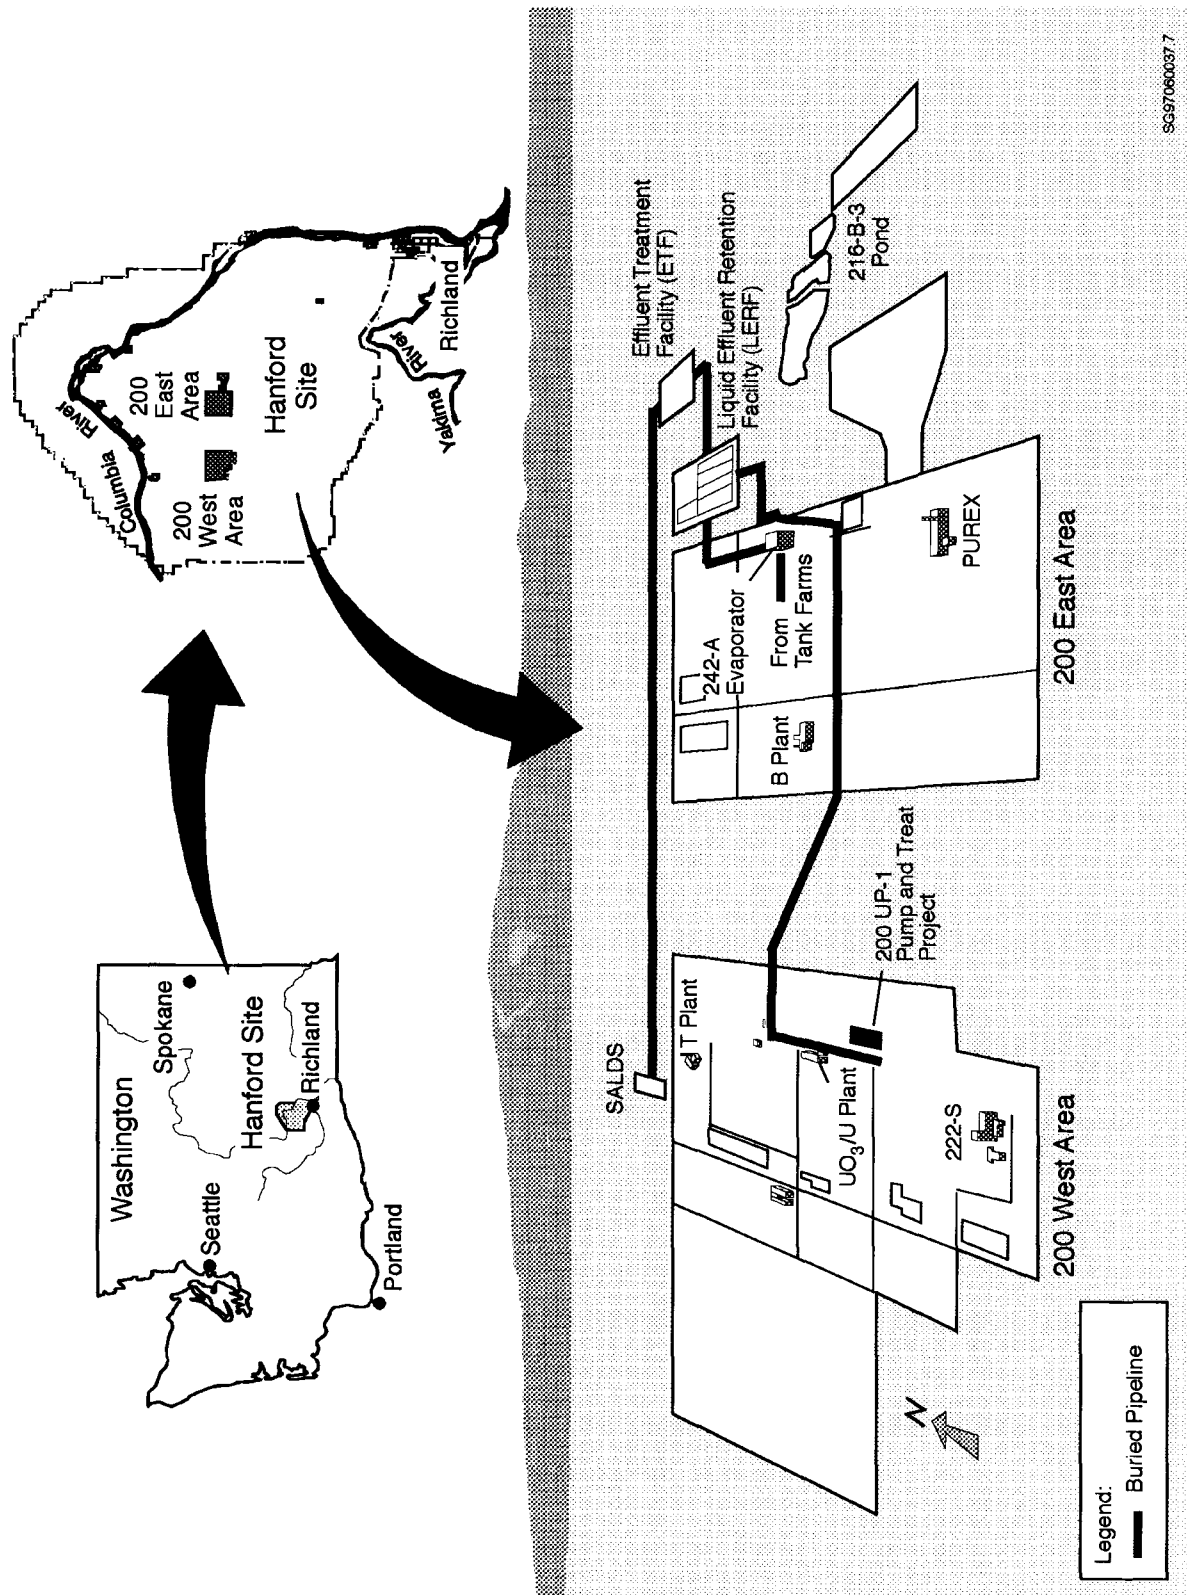 Washington
Spokane
Seattle
Hanford Site
Richland
Portland
Columbia
River
200
West
Area
200
East
Area
Hanford
Site
Yakima
River
Richland
SALDS
Effluent Treatment
Facility (ETF)
Liquid Effluent Retention
Facility (LERF)
T Plant
242-A
Evaporator
From
Tank Farms
B Plant
216-B-3
Pond
UO3/U Plant
200 UP-1
Pump and Treat
Project
PUREX
222-S
200 West Area
200 East Area
N
Legend:
Buried Pipeline
SG97060037.7